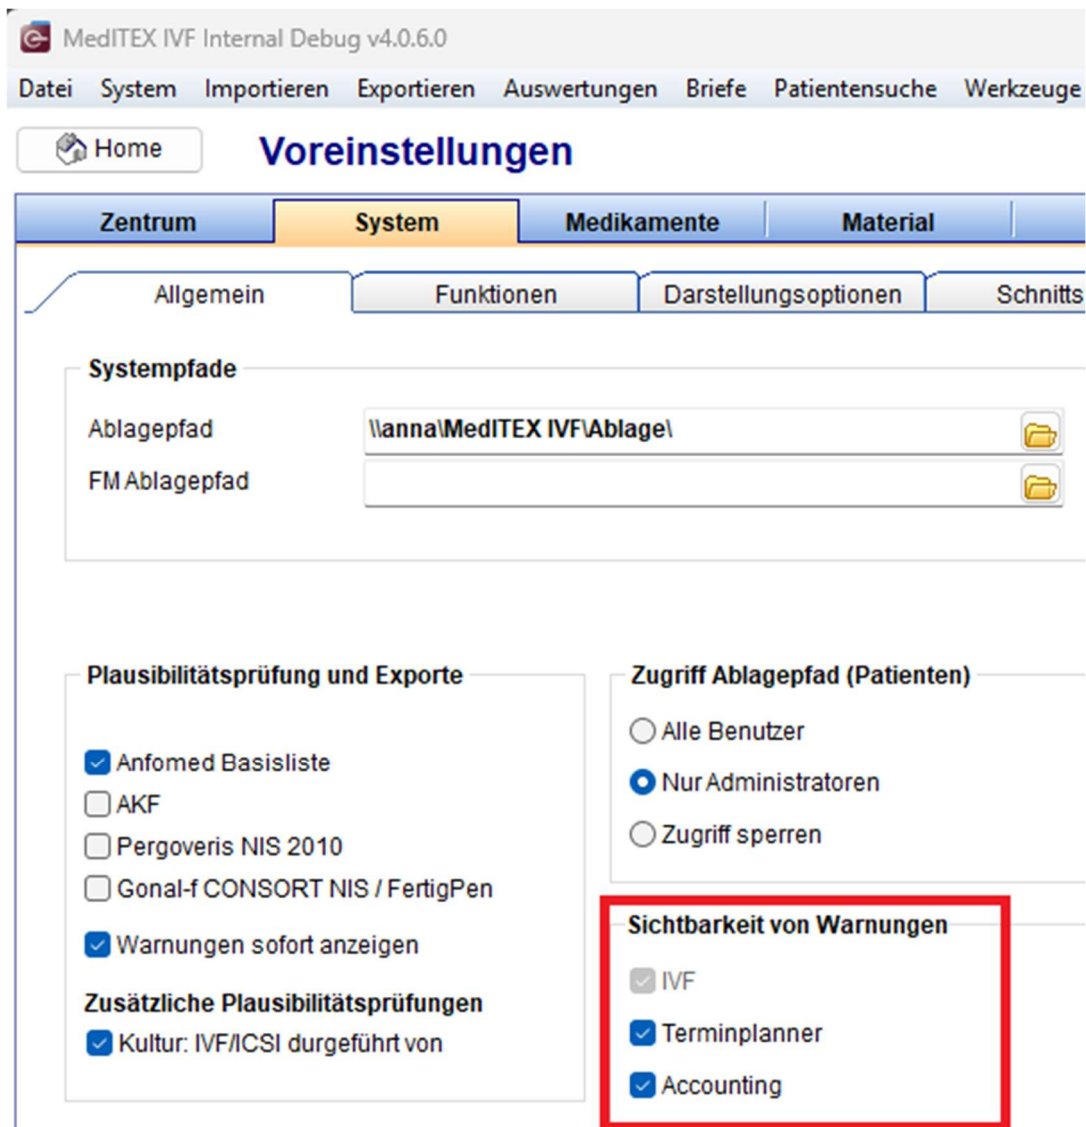 MedITEX IVF Internal Debug v4.0.6.0
Datei System Importieren Exportieren Auswertungen Briefe Patientensuche Werkzeuge
Home Voreinstellungen
Zentrum System Medikamente Material
Allgemein Funktionen Darstellungsoptionen Schnitts
Systempfade
Ablagepfad \\anna\MedITEX IVF\Ablage\
FM Ablagepfad
Plausibilitätsprüfung und Exporte
Anfomed Basisliste
AKF
Pergoveris NIS 2010
Gonal-f CONSORT NIS / FertigPen
Warnungen sofort anzeigen
Zusätzliche Plausibilitätsprüfungen
Kultur: IVF/ICSI durgeführt von
Zugriff Ablagepfad (Patienten)
Alle Benutzer
Nur Administratoren
Zugriff sperren
Sichtbarkeit von Warnungen
IVF
Terminplanner
Accounting